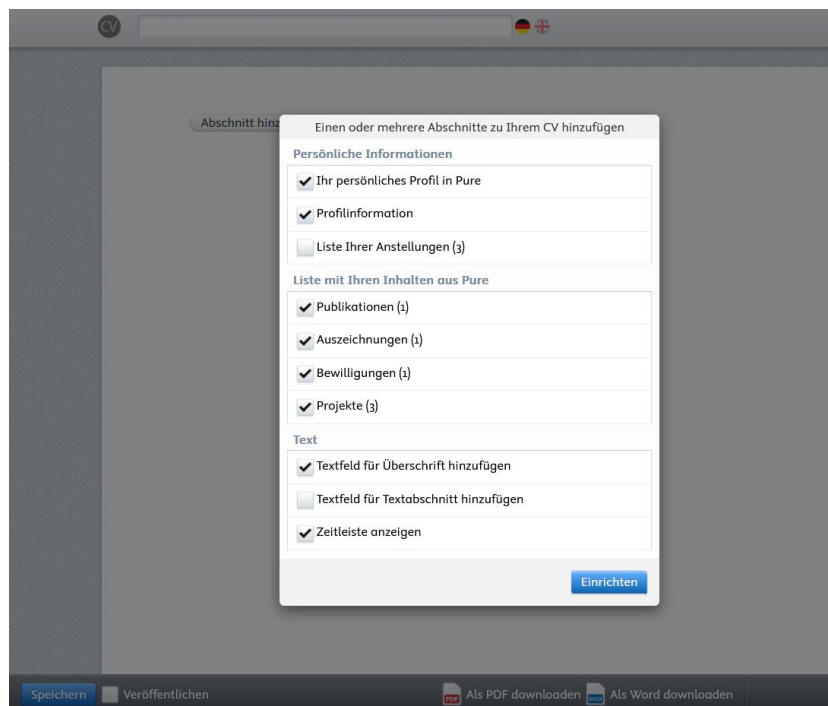 CV
Abschnitt hinz
Einen oder mehrere Abschnitte zu Ihrem CV hinzufügen
Persönliche Informationen
Ihr persönliches Profil in Pure
Profilinformation
Liste Ihrer Anstellungen (3)
Liste mit Ihren Inhalten aus Pure
Publikationen (1)
Auszeichnungen (1)
Bewilligungen (1)
Projekte (3)
Text
Textfeld für Überschrift hinzufügen
Textfeld für Textabschnitt hinzufügen
Zeitleiste anzeigen
Einrichten
Speichern Veröffentlichen PDF Als PDF downloaden DOCX Als Word downloaden